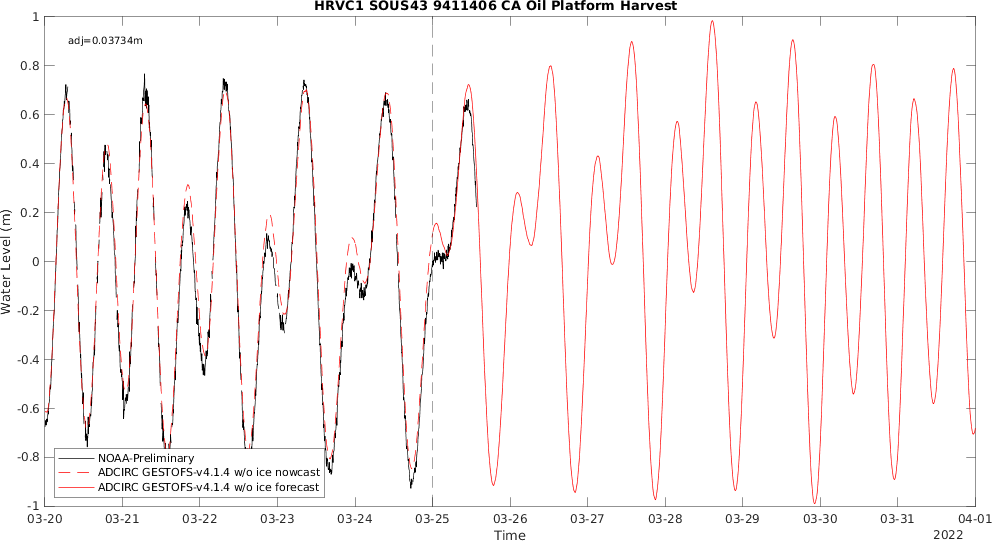 HRVC1 SOUS43 9411406 CA Oil Platform Harvest
adj=0.03734m
1
0.8
0.6
0.4
0.2
0
-0.2
-0.4
-0.6
-0.8
-1
Water Level (m)
NOAA-Preliminary
ADCIRC GESTOFS-v4.1.4 w/o ice nowcast
ADCIRC GESTOFS-v4.1.4 w/o ice forecast
03-20 03-21 03-22 03-23 03-24 03-25 03-26 03-27 03-28 03-29 03-30 03-31 04-01
Time
2022